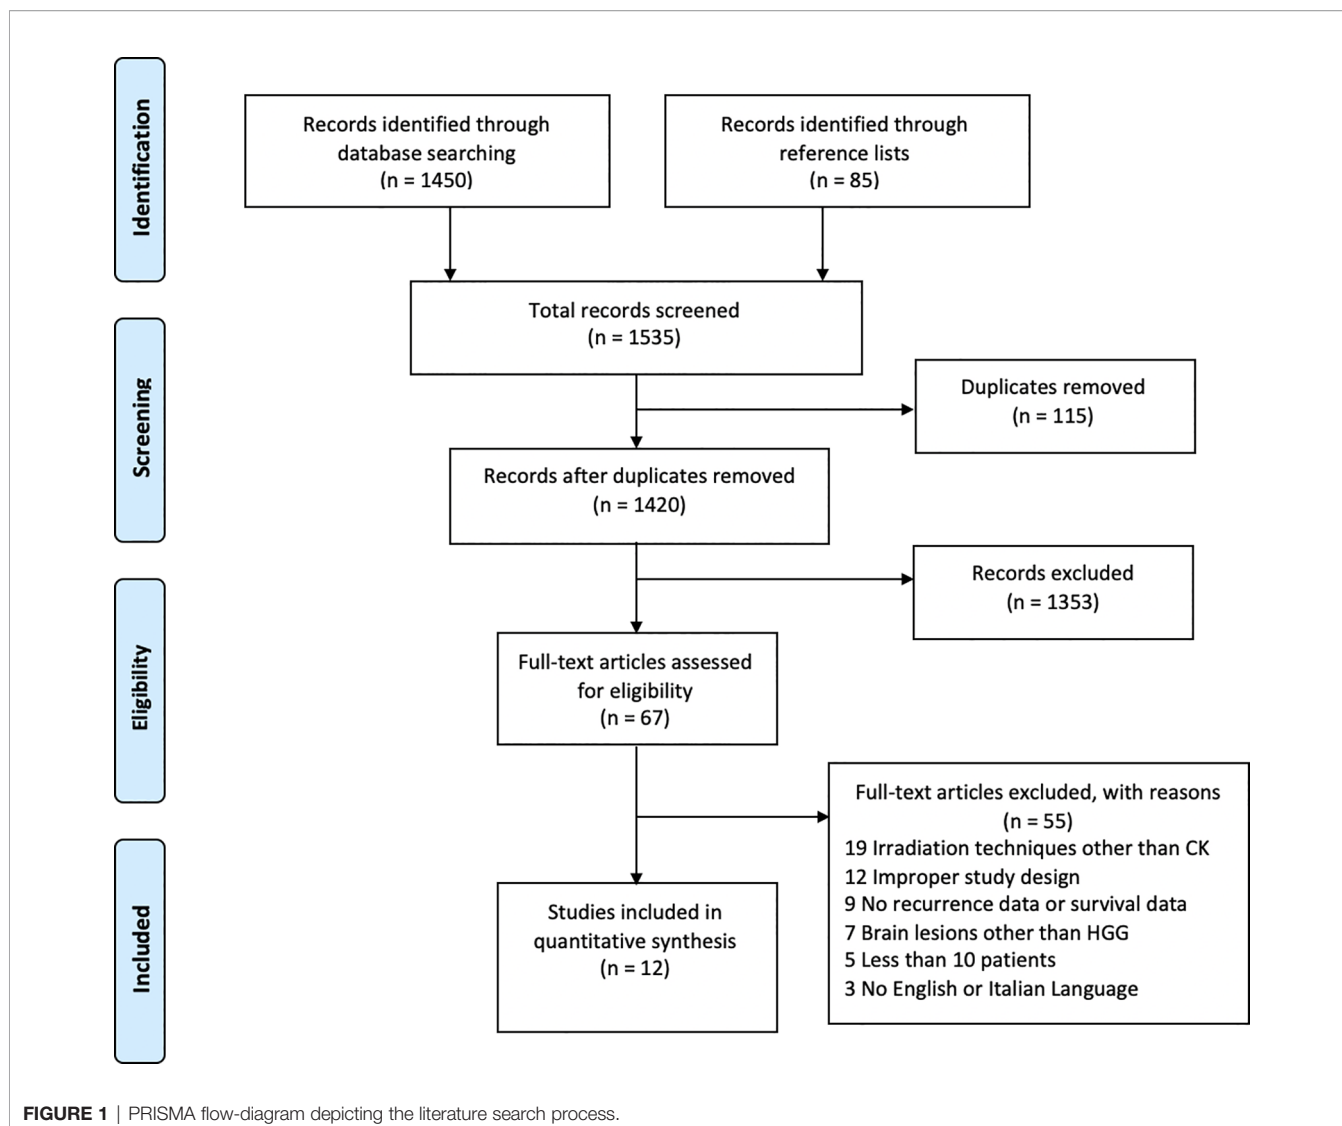 Identification
Records identified through
database searching
(n = 1450)
Records identified through
reference lists
(n = 85)
Total records screened
(n = 1535)
Screening
Duplicates removed
(n = 115)
Records after duplicates removed
(n = 1420)
Records excluded
(n = 1353)
Eligibility
Full-text articles assessed
for eligibility
(n = 67)
Full-text articles excluded, with reasons
(n = 55)
19 Irradiation techniques other than CK
12 Improper study design
9 No recurrence data or survival data
7 Brain lesions other than HGG
5 Less than 10 patients
3 No English or Italian Language
Included
Studies included in
quantitative synthesis
(n = 12)
FIGURE 1 | PRISMA flow-diagram depicting the literature search process.